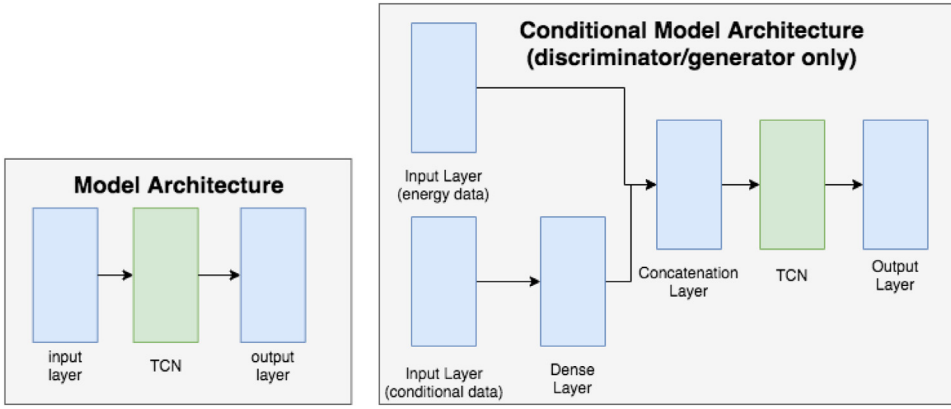 Model Architecture
input
layer
TCN
output
layer
Conditional Model Architecture
(discriminator/generator only)
Input Layer
(energy data)
Input Layer
(conditional data)
Dense
Layer
Concatenation
Layer
TCN
Output
Layer